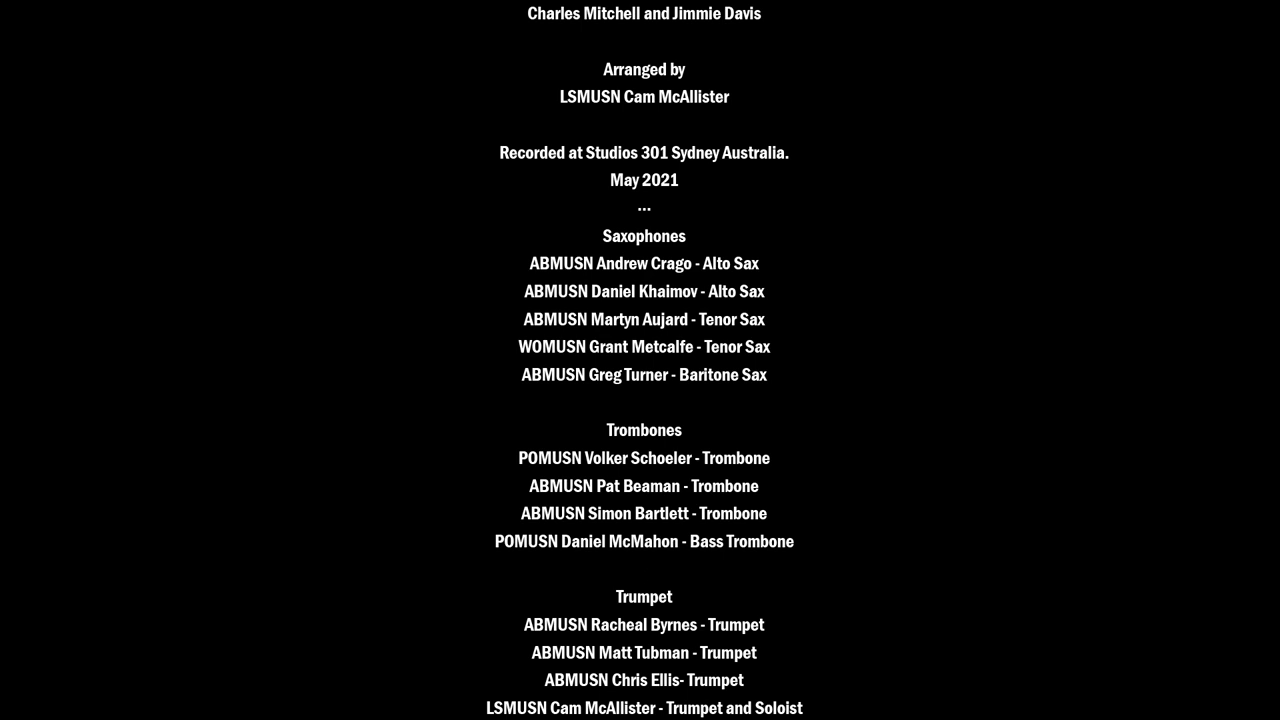 Charles Mitchell and Jimmie Davis
Arranged by
LSMUSN Cam McAllister
Recorded at Studios 301 Sydney Australia.
May 2021
...
Saxophones
ABMUSN Andrew Crago - Alto Sax
ABMUSN Daniel Khaimov - Alto Sax
ABMUSN Martyn Aujard - Tenor Sax
WOMUSN Grant Metcalfe - Tenor Sax
ABMUSN Greg Turner - Baritone Sax
Trombones
POMUSN Volker Schoeler - Trombone
ABMUSN Pat Beaman - Trombone
ABMUSN Simon Bartlett - Trombone
POMUSN Daniel McMahon - Bass Trombone
Trumpet
ABMUSN Racheal Byrnes - Trumpet
ABMUSN Matt Tubman - Trumpet
ABMUSN Chris Ellis- Trumpet
LSMUSN Cam McAllister - Trumpet and Soloist